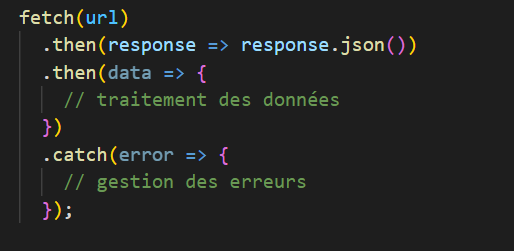 fetch(url)
  .then(response => response.json())
  .then(data => {
    // traitement des données
  })
  .catch(error => {
    // gestion des erreurs
  });